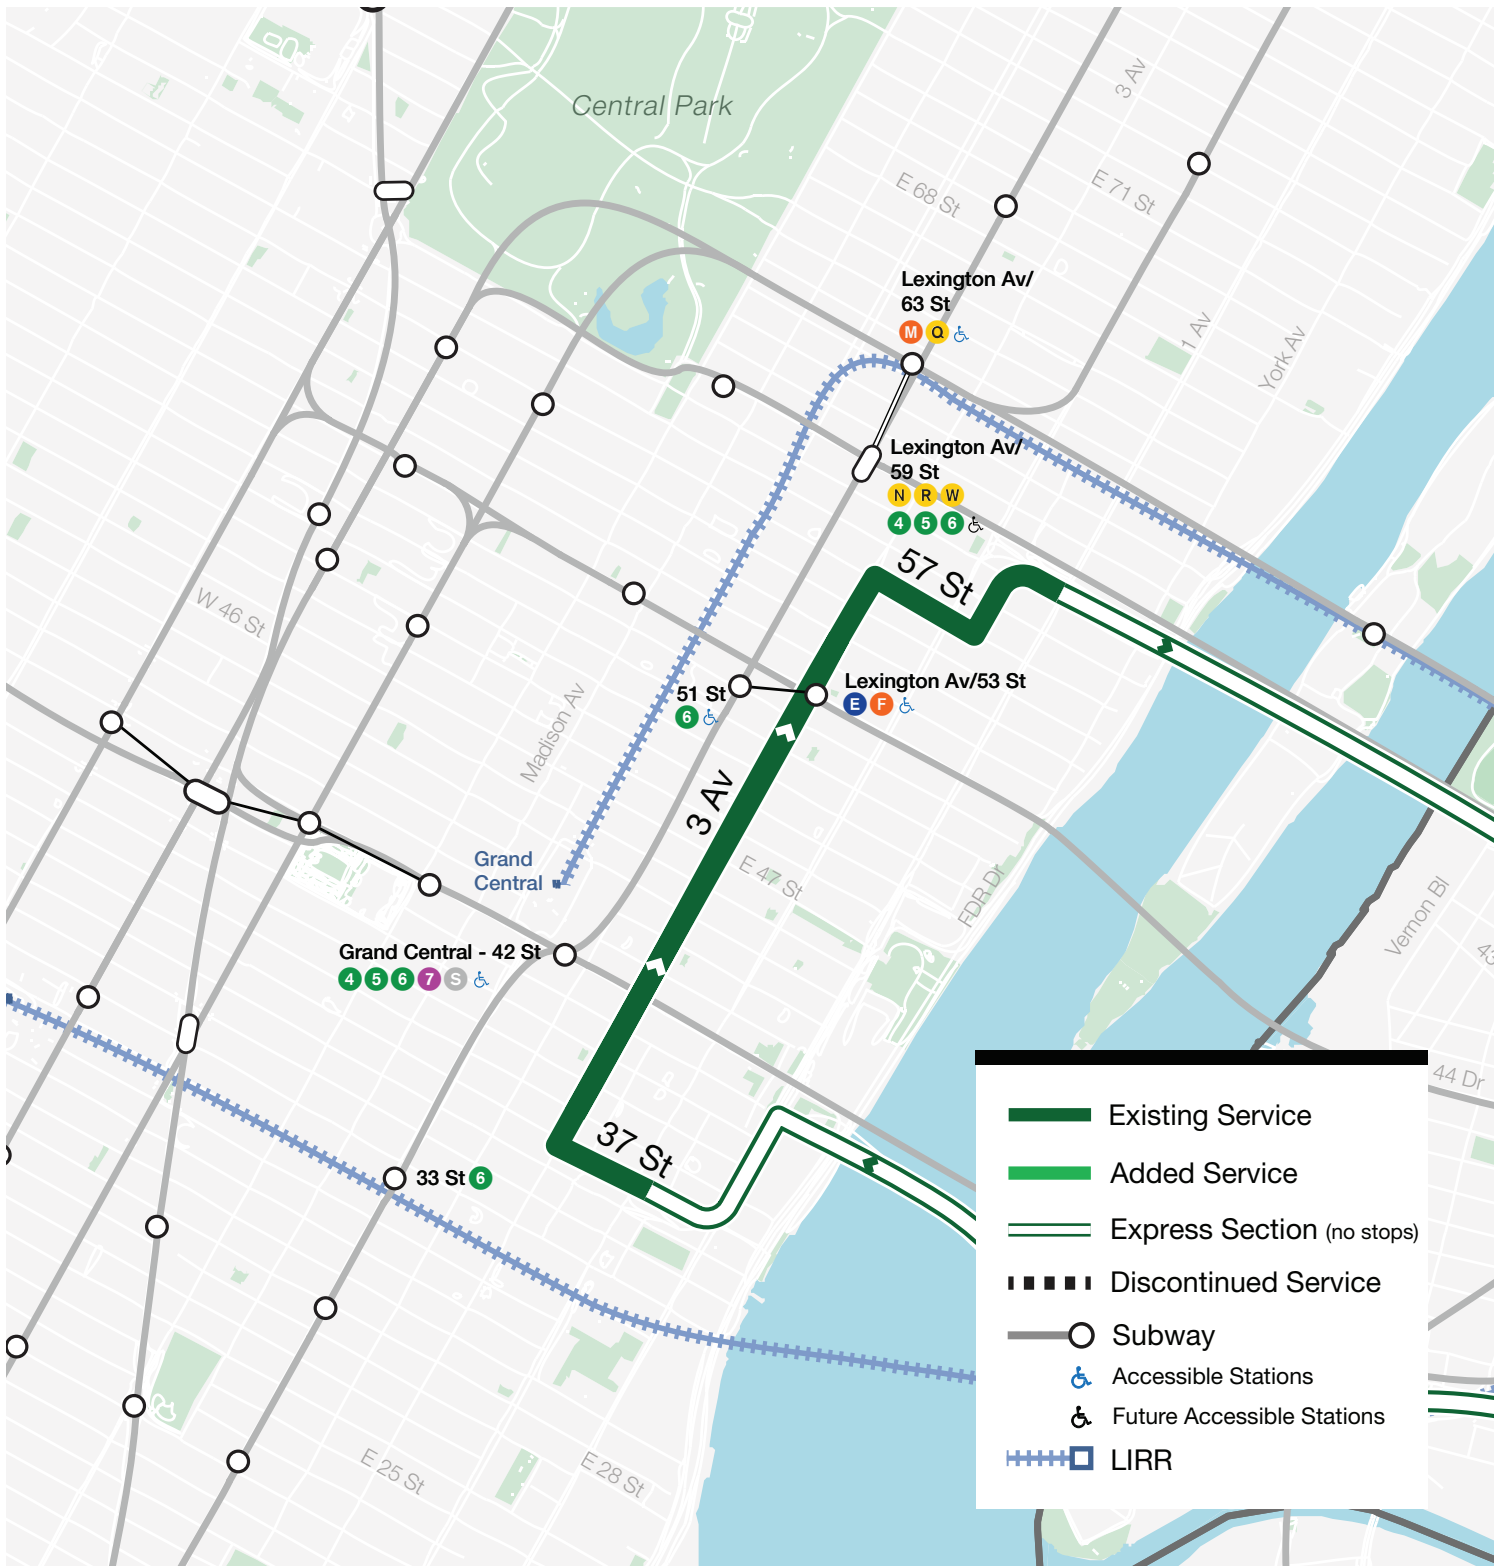 Central Park
3 Av
E 68 St
E 71 St
Lexington Av/
63 St
M Q
1 Av
York Av
Lexington Av/
59 St
N R W
4 5 6
57 St
W 46 St
Madison Av
51 St
6
Lexington Av/53 St
E F
3 Av
Grand
Central
E 47 St
FDR Dr
Vernon Bl
43
Grand Central - 42 St
4 5 6 7 S
44 Dr
37 St
33 St 6
E 25 St
E 28 St
Existing Service
Added Service
Express Section (no stops)
Discontinued Service
Subway
Accessible Stations
Future Accessible Stations
LIRR